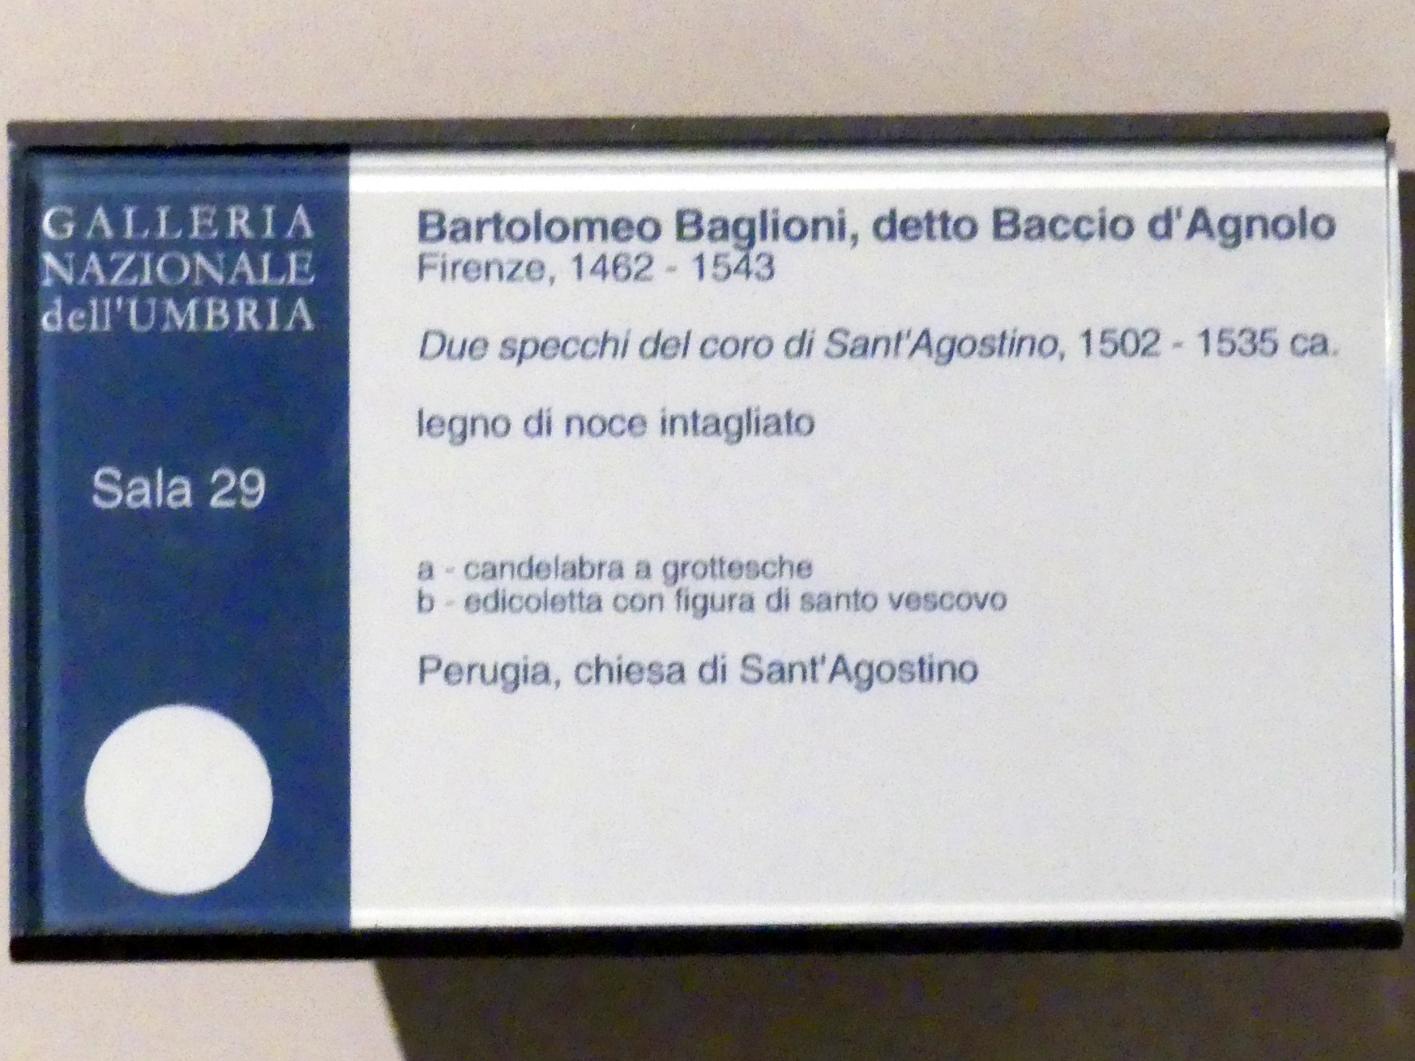 GALLERIA
NAZIONALE
dell'UMBRIA
Sala 29
Bartolomeo Baglioni, detto Baccio d'Agnolo
Firenze, 1462 - 1543
Due specchi del coro di Sant'Agostino, 1502 - 1535 ca.
legno di noce intagliato
a - candelabra a grottesche
b - edicoletta con figura di santo vescovo
Perugia, chiesa di Sant'Agostino